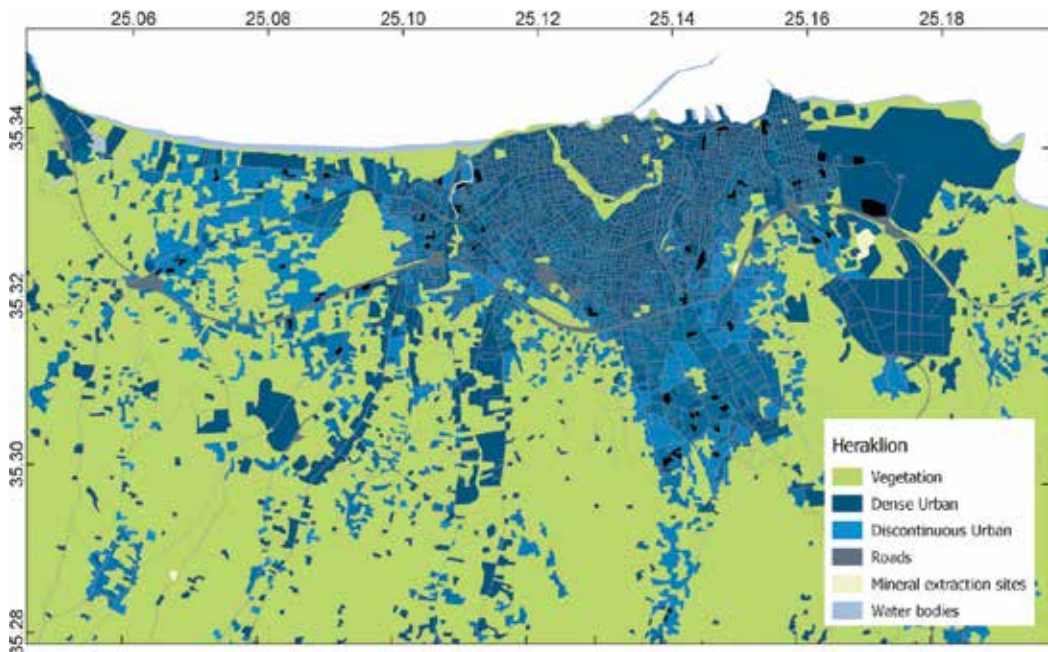 25.06 25.08 25.10 25.12 25.14 25.16 25.18
35.34
35.32
35.30
35.28
Heraklion
Vegetation
Dense Urban
Discontinuous Urban
Roads
Mineral extraction sites
Water bodies